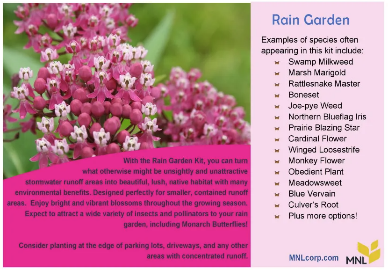 Rain Garden
Examples of species often
appearing in this kit include:
Swamp Milkweed
Marsh Marigold
Rattlesnake Master
Boneset
Joe-pye Weed
Northern Blueflag Iris
Prairie Blazing Star
Cardinal Flower
Winged Loosestrife
Monkey Flower
Obedient Plant
Meadowsweet
Blue Vervain
Culver's Root
Plus more options!
With the Rain Garden Kit, you can turn
what otherwise might be unsightly and unattractive
stormwater runoff areas into beautiful, lush, native habitat with many
environmental benefits. Designed perfectly for smaller, contained runoff
areas. Enjoy bright and vibrant blossoms throughout the growing season.
Expect to attract a wide variety of insects and pollinators to your rain
garden, including Monarch Butterflies!
Consider planting at the edge of parking lots, driveways, and any other
areas with concentrated runoff.
MNLcorp.com
MNL